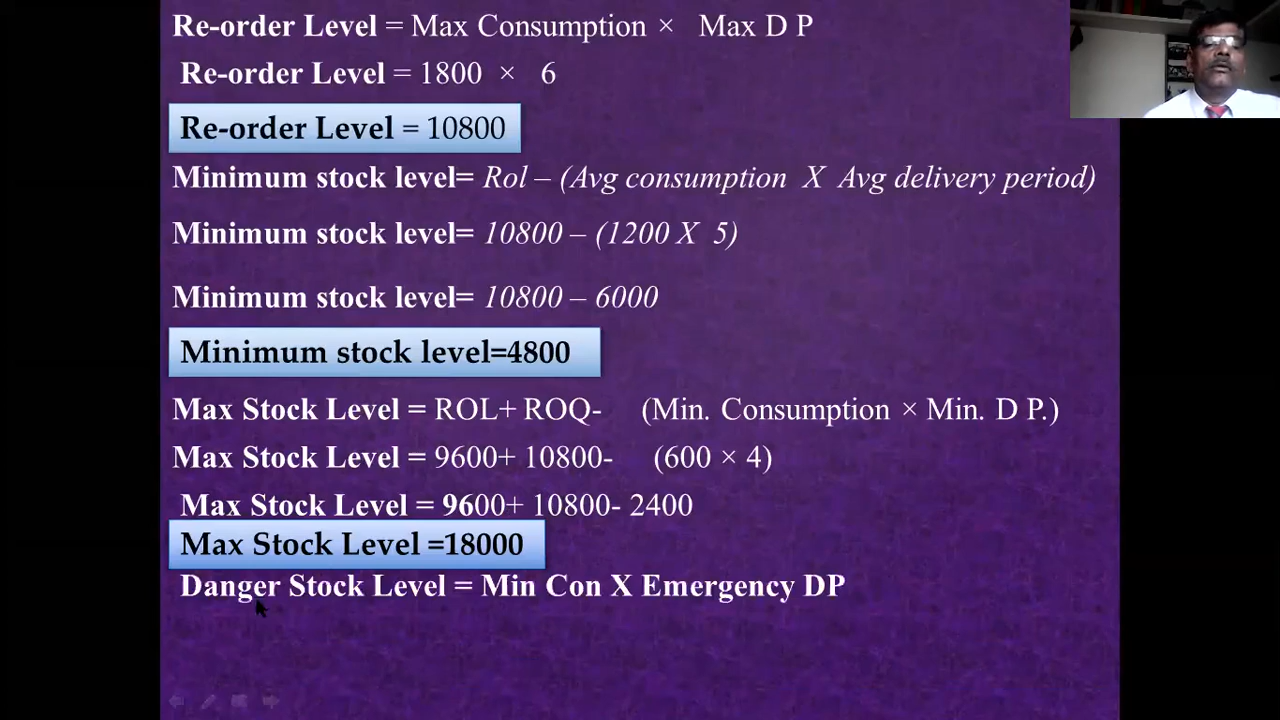 Re-order Level = Max Consumption × Max D P
Re-order Level = 1800 × 6
Re-order Level = 10800
Minimum stock level= Rol – (Avg consumption X Avg delivery period)
Minimum stock level= 10800 – (1200 X 5)
Minimum stock level= 10800 – 6000
Minimum stock level=4800
Max Stock Level = ROL+ ROQ- (Min. Consumption × Min. D P.)
Max Stock Level = 9600+ 10800- (600 × 4)
Max Stock Level = 9600+ 10800- 2400
Max Stock Level =18000
Danger Stock Level = Min Con X Emergency DP